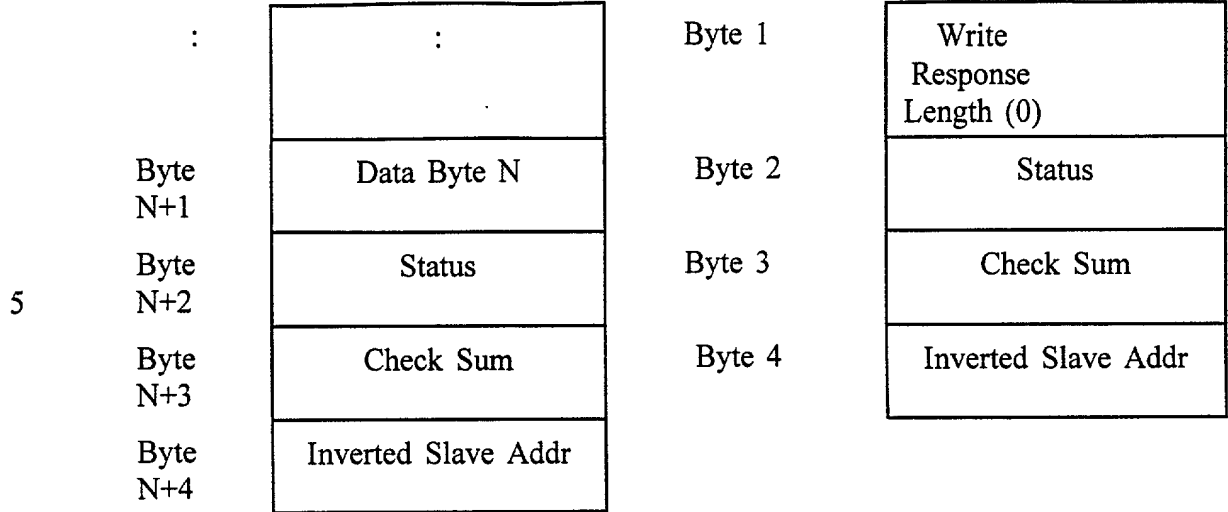 : :
Byte N+1 Data Byte N
Byte N+2 Status
5
Byte N+3 Check Sum
Byte N+4 Inverted Slave Addr
Byte 1 Write
Response
Length (0)
Byte 2 Status
Byte 3 Check Sum
Byte 4 Inverted Slave Addr